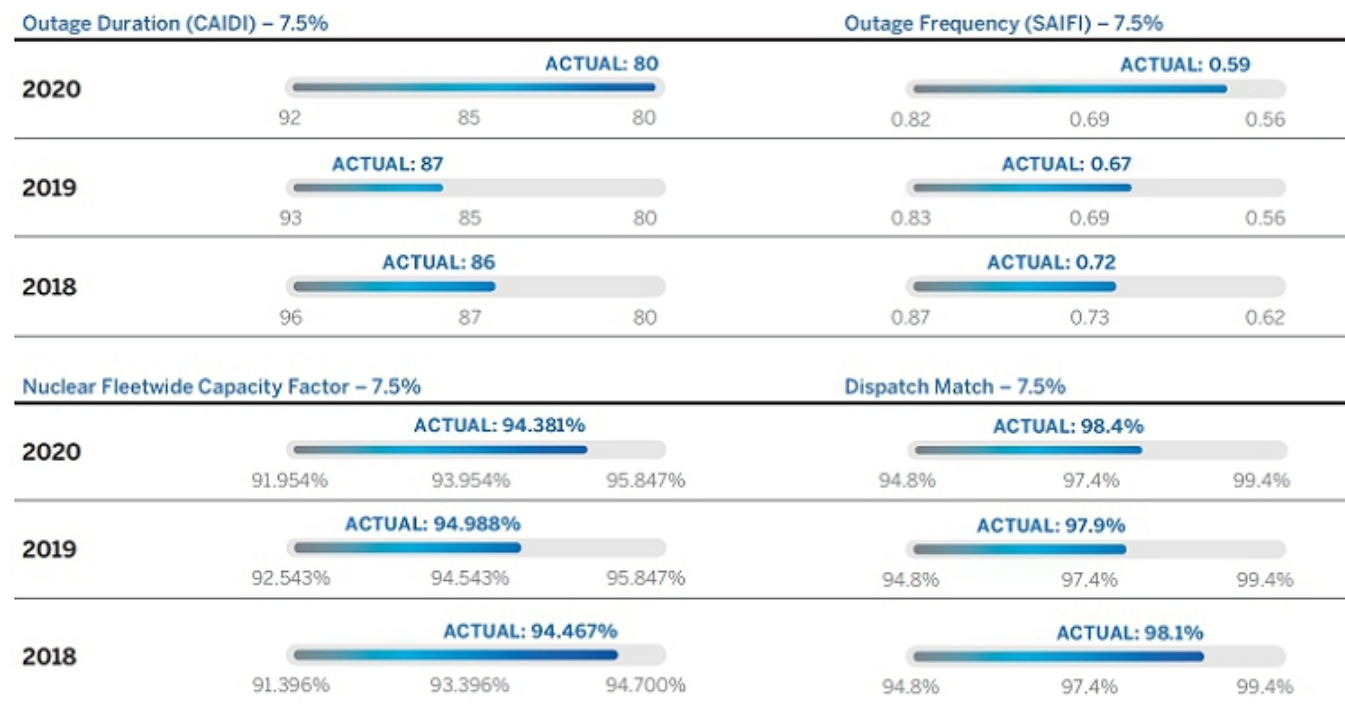 Outage Duration (CAIDI) – 7.5%
Outage Frequency (SAIFI) – 7.5%
2020
ACTUAL: 80
92 85 80
ACTUAL: 0.59
0.82 0.69 0.56
2019
ACTUAL: 87
93 85 80
ACTUAL: 0.67
0.83 0.69 0.56
2018
ACTUAL: 86
96 87 80
ACTUAL: 0.72
0.87 0.73 0.62
Nuclear Fleetwide Capacity Factor – 7.5%
Dispatch Match – 7.5%
2020
ACTUAL: 94.381%
91.954% 93.954% 95.847%
ACTUAL: 98.4%
94.8% 97.4% 99.4%
2019
ACTUAL: 94.988%
92.543% 94.543% 95.847%
ACTUAL: 97.9%
94.8% 97.4% 99.4%
2018
ACTUAL: 94.467%
91.396% 93.396% 94.700%
ACTUAL: 98.1%
94.8% 97.4% 99.4%